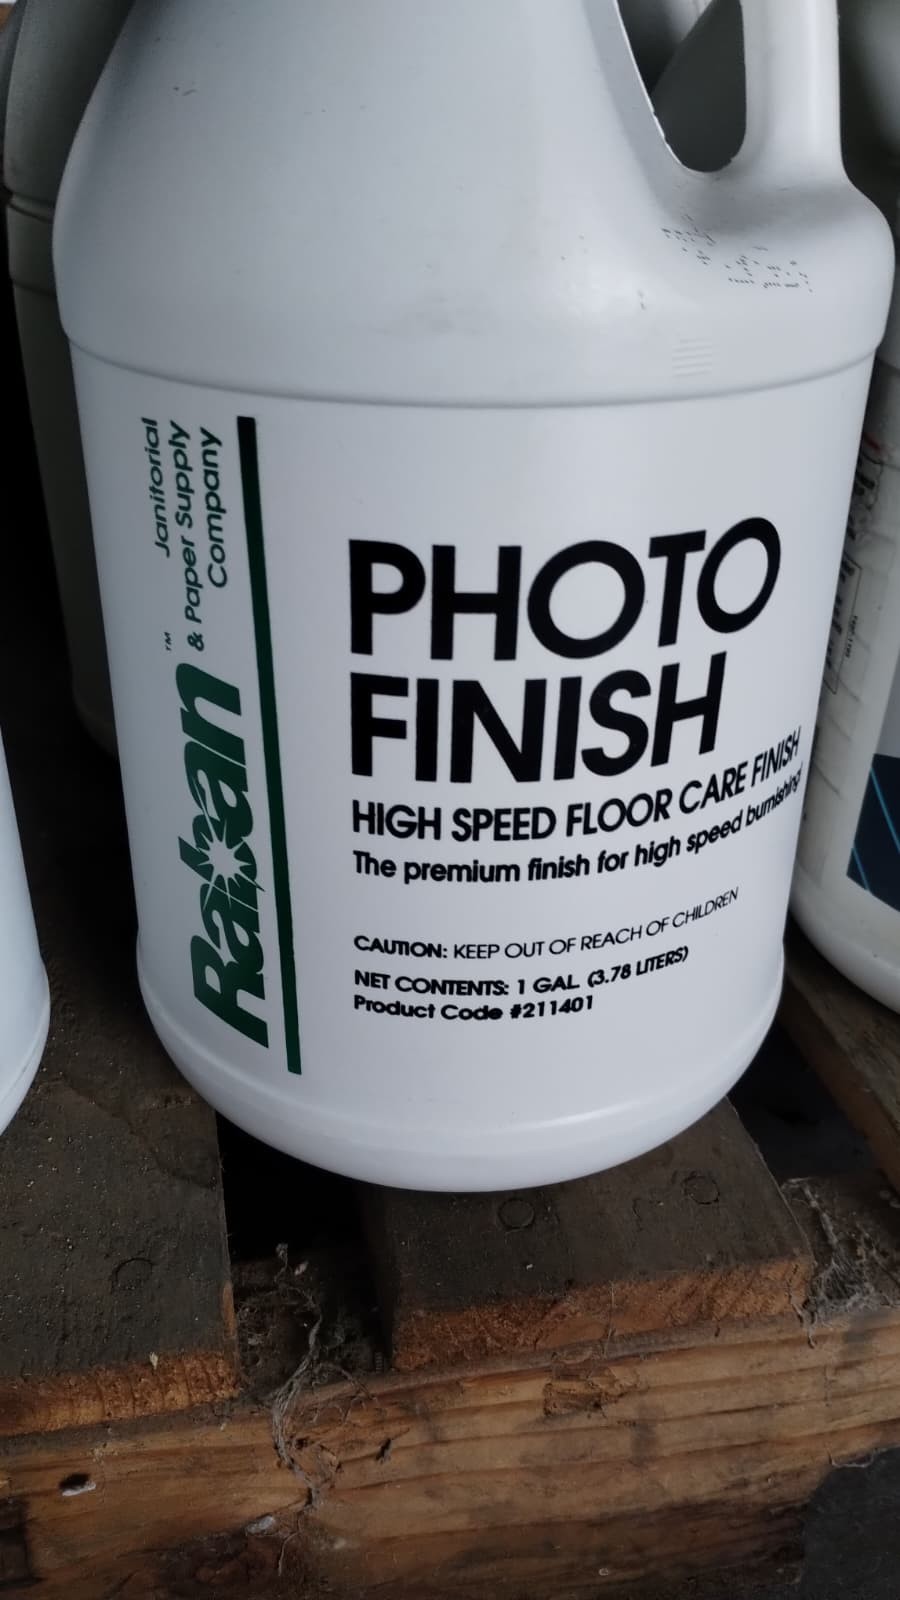 Janitorial
& Paper Supply
Company
TM
PHOTO
FINISH
HIGH SPEED FLOOR CARE FINISH
The premium finish for high speed burnishing!
CAUTION: KEEP OUT OF REACH OF CHILDREN
NET CONTENTS: 1 GAL (3.78 LITERS)
Product Code #211401